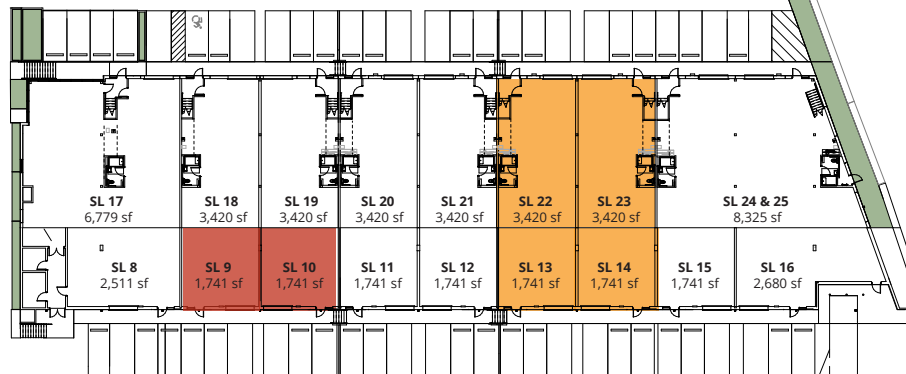 SL 17
6,779 sf
SL 18
3,420 sf
SL 19
3,420 sf
SL 20
3,420 sf
SL 21
3,420 sf
SL 22
3,420 sf
SL 23
3,420 sf
SL 24 & 25
8,325 sf
SL 8
2,511 sf
SL 9
1,741 sf
SL 10
1,741 sf
SL 11
1,741 sf
SL 12
1,741 sf
SL 13
1,741 sf
SL 14
1,741 sf
SL 15
1,741 sf
SL 16
2,680 sf